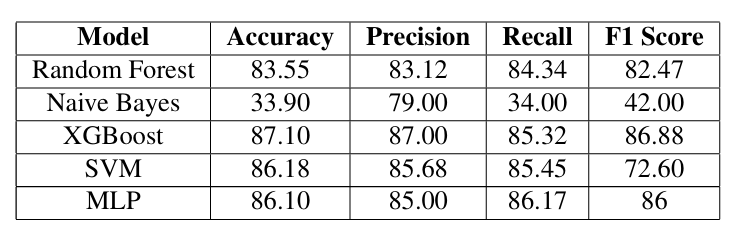 Model Accuracy Precision Recall F1 Score
Random Forest 83.55 83.12 84.34 82.47
Naive Bayes 33.90 79.00 34.00 42.00
XGBoost 87.10 87.00 85.32 86.88
SVM 86.18 85.68 85.45 72.60
MLP 86.10 85.00 86.17 86